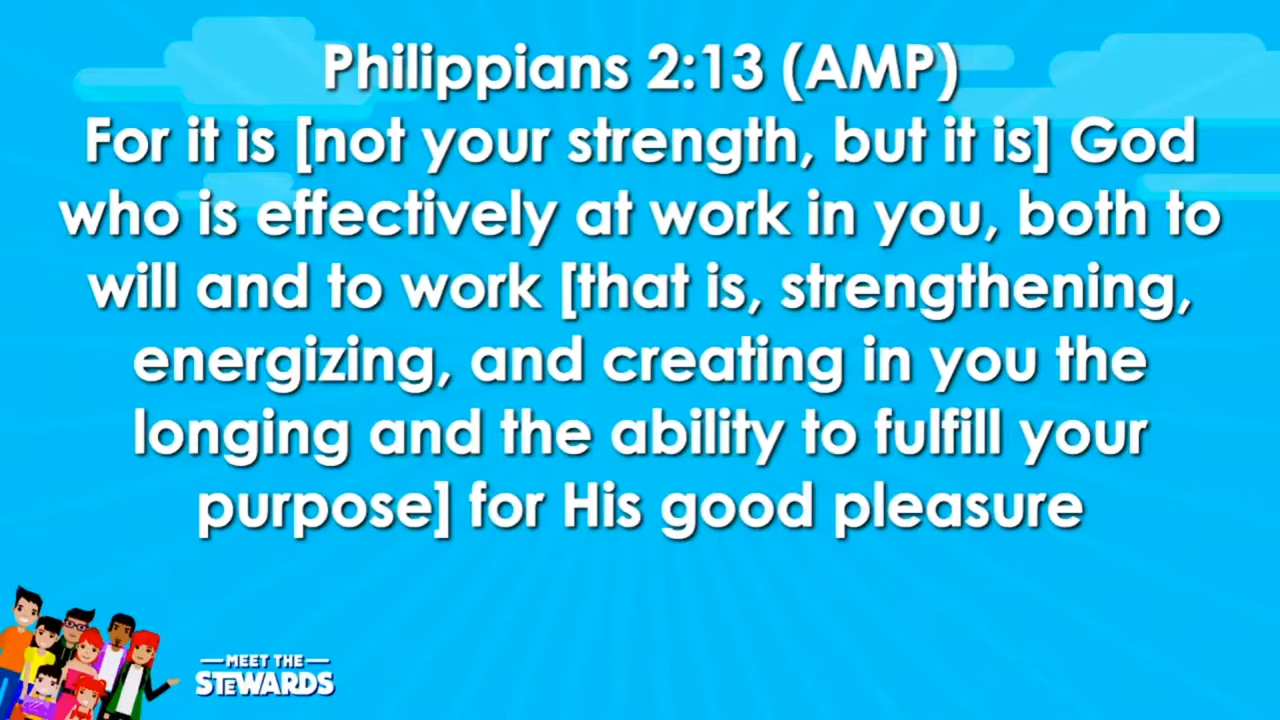 Philippians 2:13 (AMP)
For it is [not your strength, but it is] God
who is effectively at work in you, both to
will and to work [that is, strengthening,
energizing, and creating in you the
longing and the ability to fulfill your
purpose] for His good pleasure
MEET THE
STEWARDS